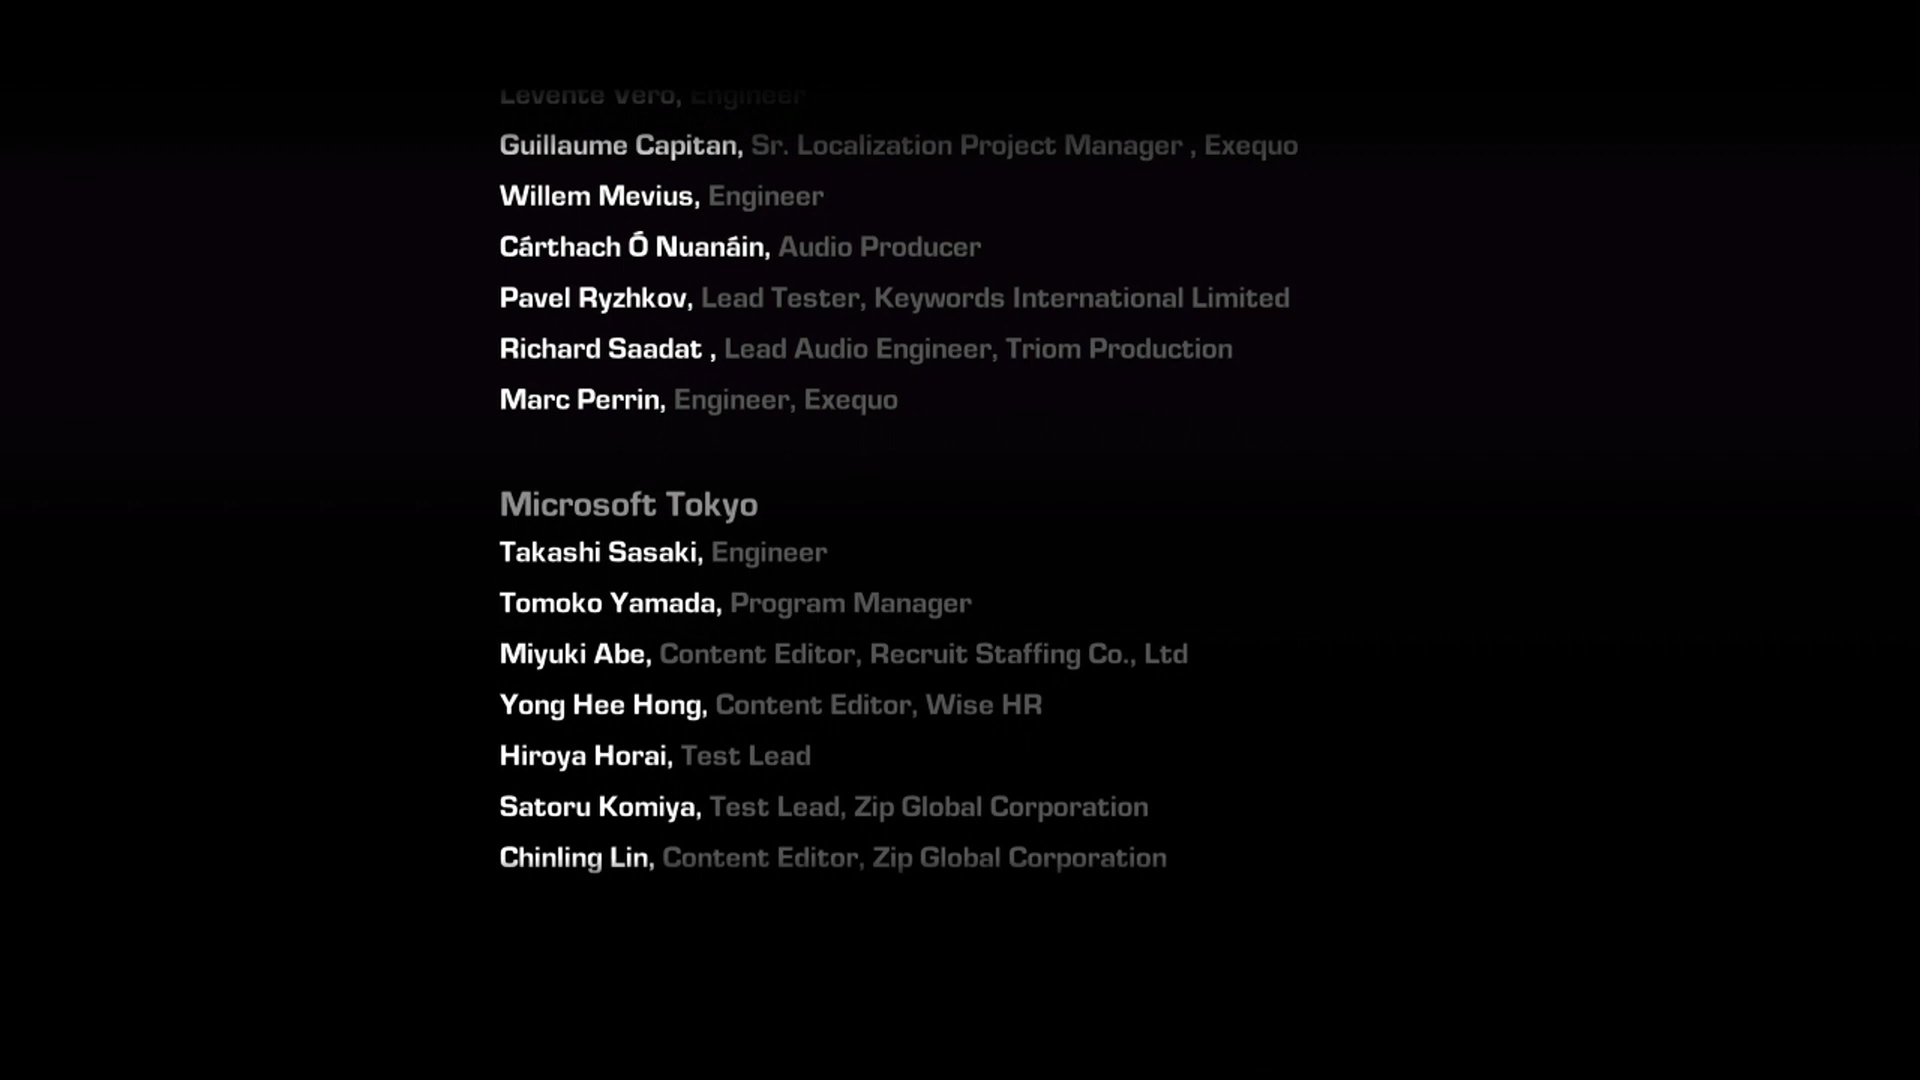 Levente Vero, Engineer
Guillaume Capitan, Sr. Localization Project Manager , Exequo
Willem Mevius, Engineer
Cárthach Ó Nuanáin, Audio Producer
Pavel Ryzhkov, Lead Tester, Keywords International Limited
Richard Saadat , Lead Audio Engineer, Triom Production
Marc Perrin, Engineer, Exequo
Microsoft Tokyo
Takashi Sasaki, Engineer
Tomoko Yamada, Program Manager
Miyuki Abe, Content Editor, Recruit Staffing Co., Ltd
Yong Hee Hong, Content Editor, Wise HR
Hiroya Horai, Test Lead
Satoru Komiya, Test Lead, Zip Global Corporation
Chinling Lin, Content Editor, Zip Global Corporation